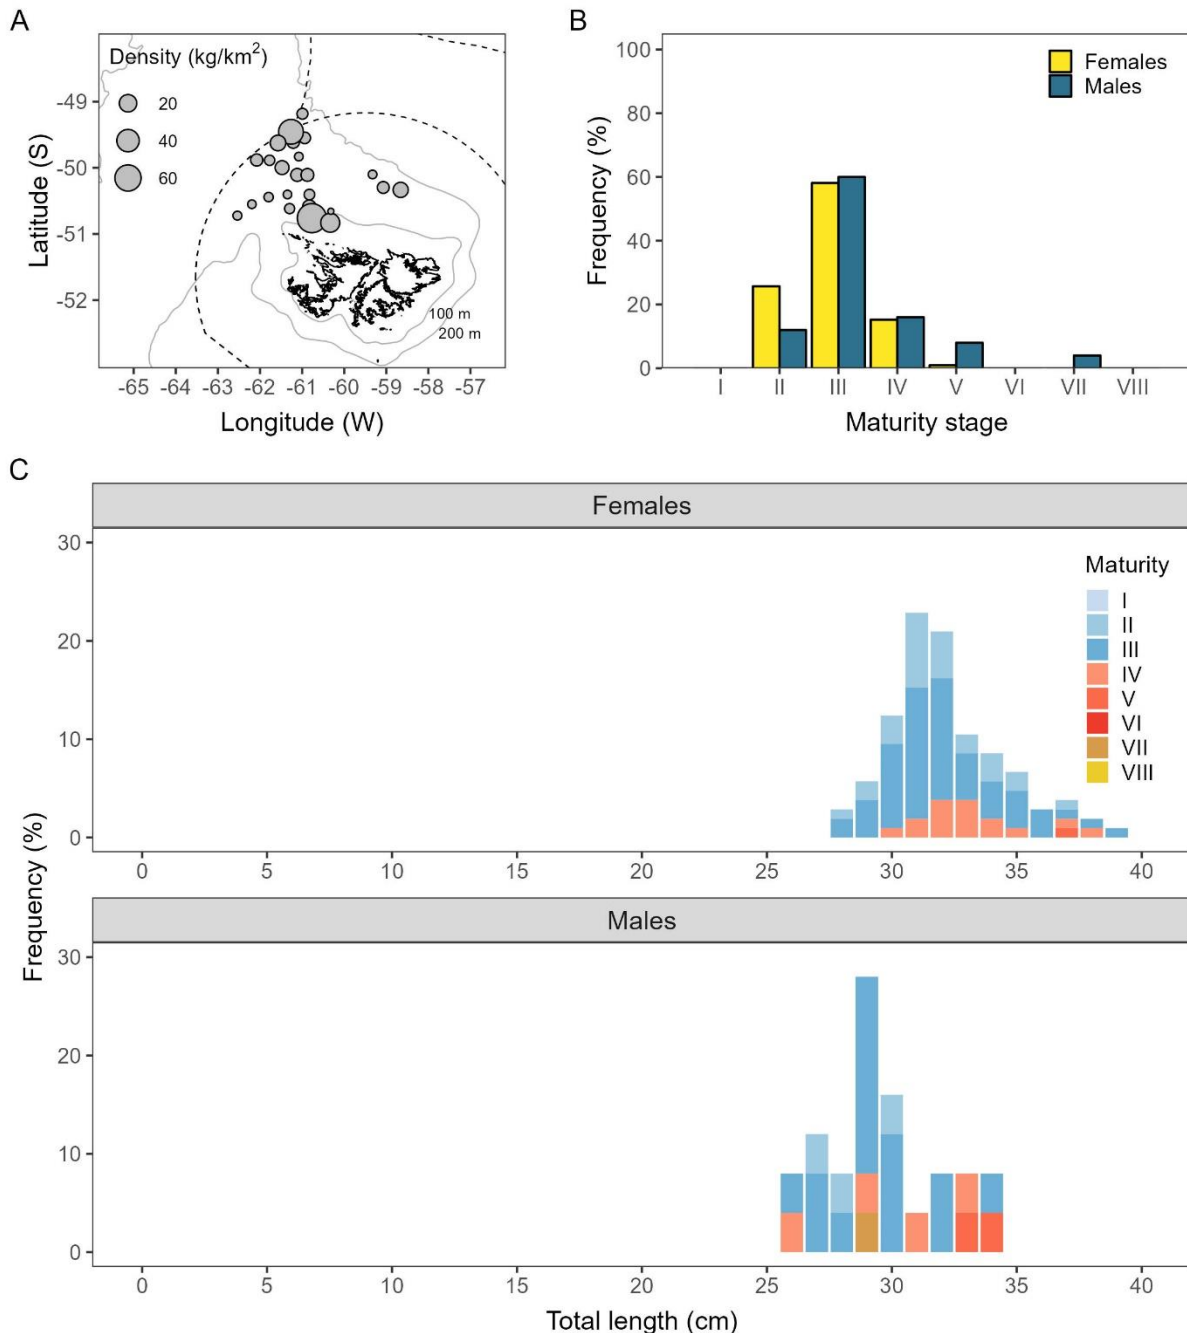 A
Density (kg/km2)
20
40
60
-49
-50
-51
-52
Latitude (S)
100 m
200 m
-65 -64 -63 -62 -61 -60 -59 -58 -57
Longitude (W)
B
Females
Males
100
80
60
40
20
0
Frequency (%)
I II III IV V VI VII VIII
Maturity stage
C
Females
30
20
10
0
Maturity
I
II
III
IV
V
VI
VII
VIII
0 5 10 15 20 25 30 35 40
Frequency (%)
Males
30
20
10
0
0 5 10 15 20 25 30 35 40
Total length (cm)